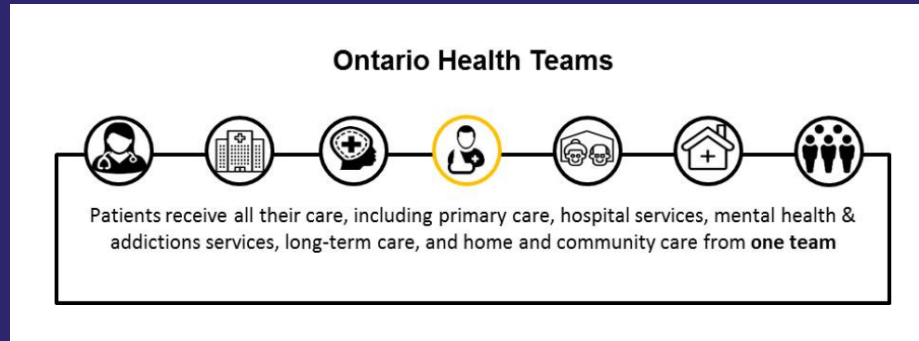 Ontario Health Teams
Patients receive all their care, including primary care, hospital services, mental health &
addictions services, long-term care, and home and community care from one team